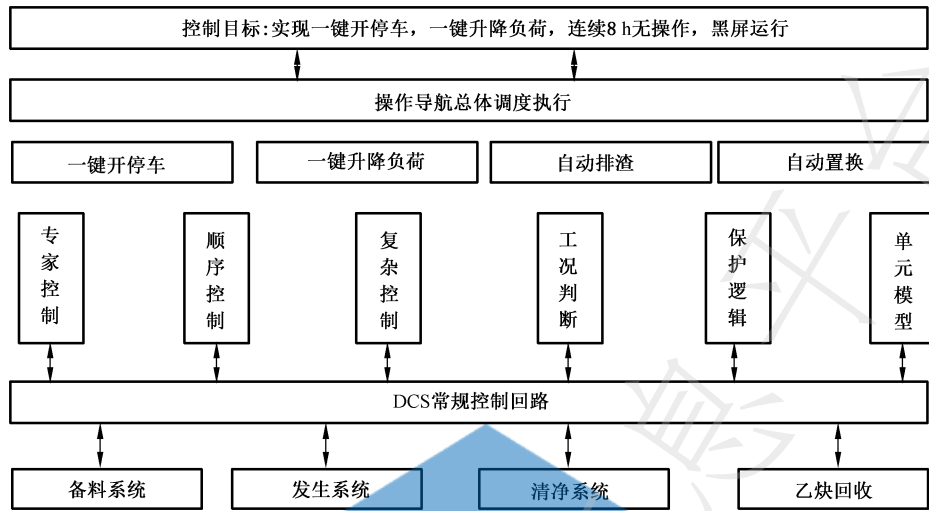 控制目标:实现一键开停车，一键升降负荷，连续8 h无操作，黑屏运行
操作导航总体调度执行
一键开停车
一键升降负荷
自动排渣
自动置换
专家控制
顺序控制
复杂控制
工况判断
保护逻辑
单元模型
DCS常规控制回路
备料系统
发生系统
清净系统
乙炔回收